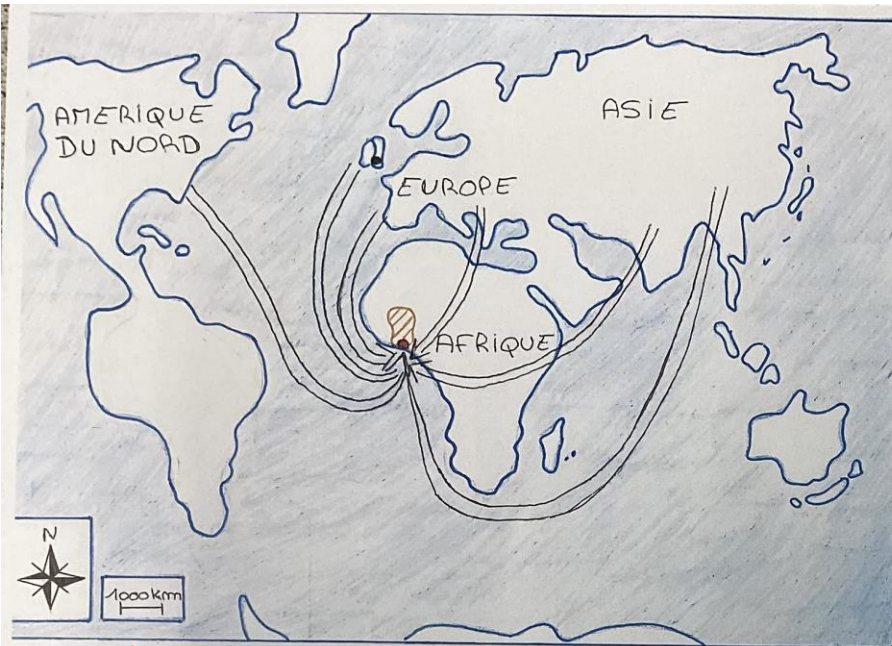 AMERIQUE
DU NORD
ASIE
EUROPE
AFRIQUE
N
1000 km